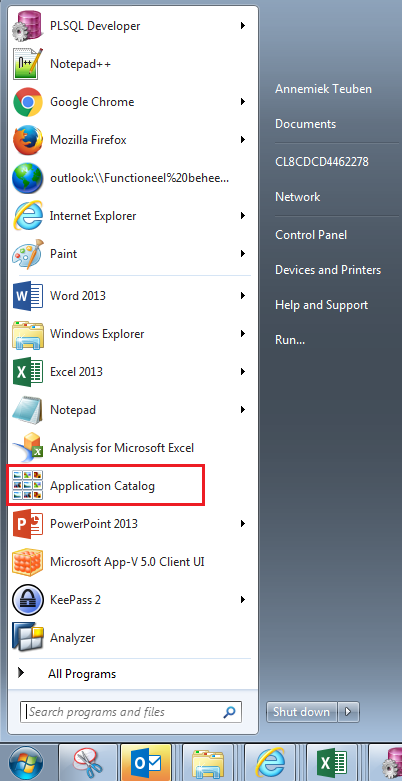 PLSQL Developer
Notepad++
Google Chrome
Mozilla Firefox
outlook:\\Functioneel%20behee...
Internet Explorer
Paint
Word 2013
Windows Explorer
Excel 2013
Notepad
Analysis for Microsoft Excel
Application Catalog
PowerPoint 2013
Microsoft App-V 5.0 Client UI
KeePass 2
Analyzer
All Programs
Search programs and files
Annemiek Teuben
Documents
CL8CDCD4462278
Network
Control Panel
Devices and Printers
Help and Support
Run...
Shut down